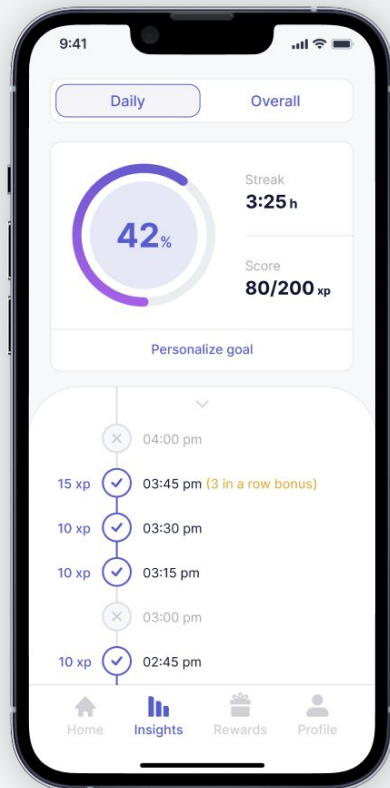 9:41
Daily Overall
42%
Streak
3:25 h
Score
80/200 xp
Personalize goal
04:00 pm
15 xp 03:45 pm (3 in a row bonus)
10 xp 03:30 pm
10 xp 03:15 pm
03:00 pm
10 xp 02:45 pm
Home Insights Rewards Profile